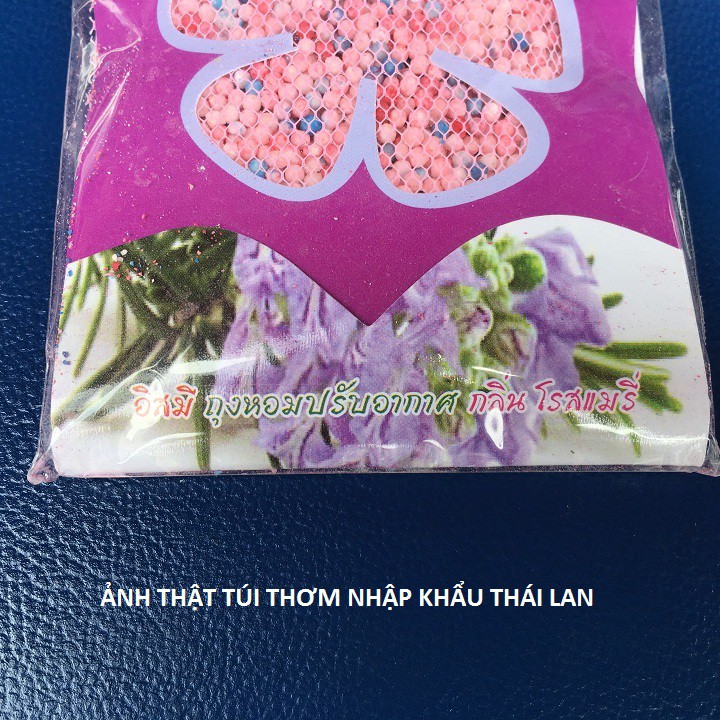 อิสมี ถุงหอมปรับอากาศ กลิ่น โรสแมรี่
ẢNH THẬT TÚI THƠM NHẬP KHẨU THÁI LAN